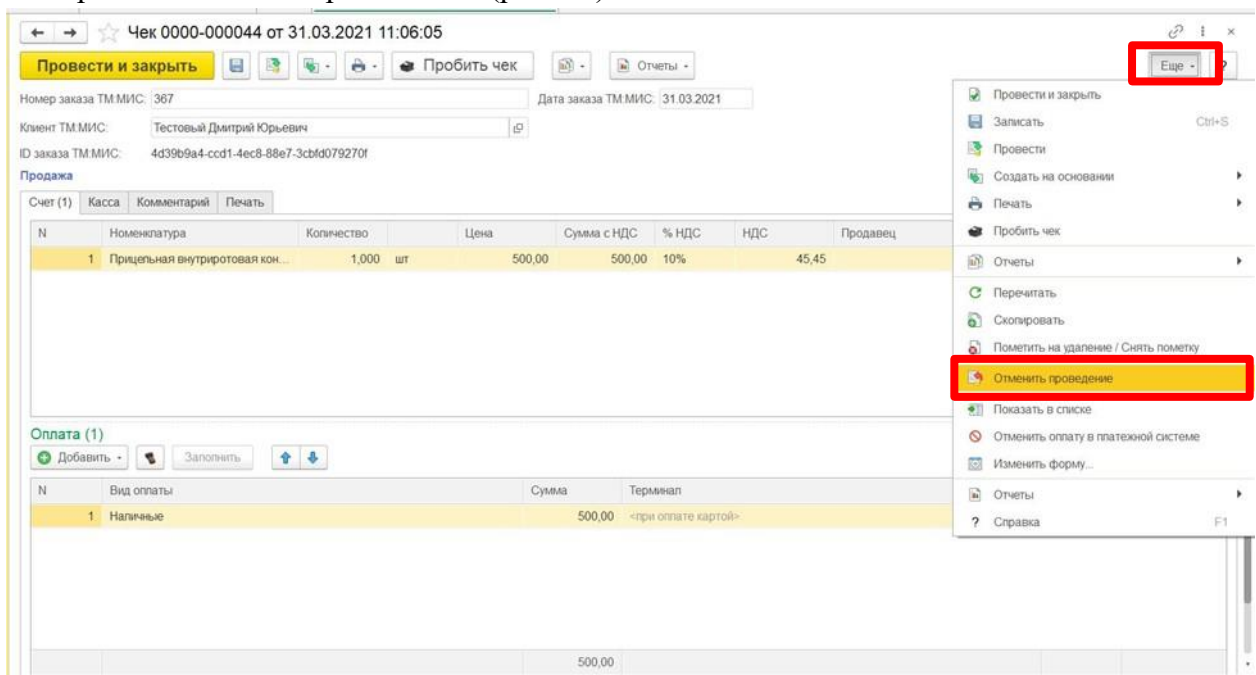 Чек 0000-000044 от 31.03.2021 11:06:05
Провести и закрыть Пробить чек Отчеты Еще
Номер заказа ТМ:МИС: 367 Дата заказа ТМ:МИС: 31.03.2021
Клиент ТМ:МИС: Тестовый Дмитрий Юрьевич
ID заказа ТМ:МИС: 4d39b9a4-ccd1-4ec8-88e7-3cbfd079270f
Продажа
Счет (1) Касса Комментарий Печать
N Номенклатура Количество Цена Сумма с НДС % НДС НДС Продавец
1 Прицельная внутриротовая кон... 1,000 шт 500,00 500,00 10% 45,45
Оплата (1)
Добавить Заполнить
N Вид оплаты Сумма Терминал
1 Наличные 500,00 <при оплате картой>
500,00
Провести и закрыть
Записать Ctrl+S
Провести
Создать на основании
Печать
Пробить чек
Отчеты
Перечитать
Скопировать
Пометить на удаление / Снять пометку
Отменить проведение
Показать в списке
Отменить оплату в платежной системе
Изменить форму...
Отчеты
? Справка F1